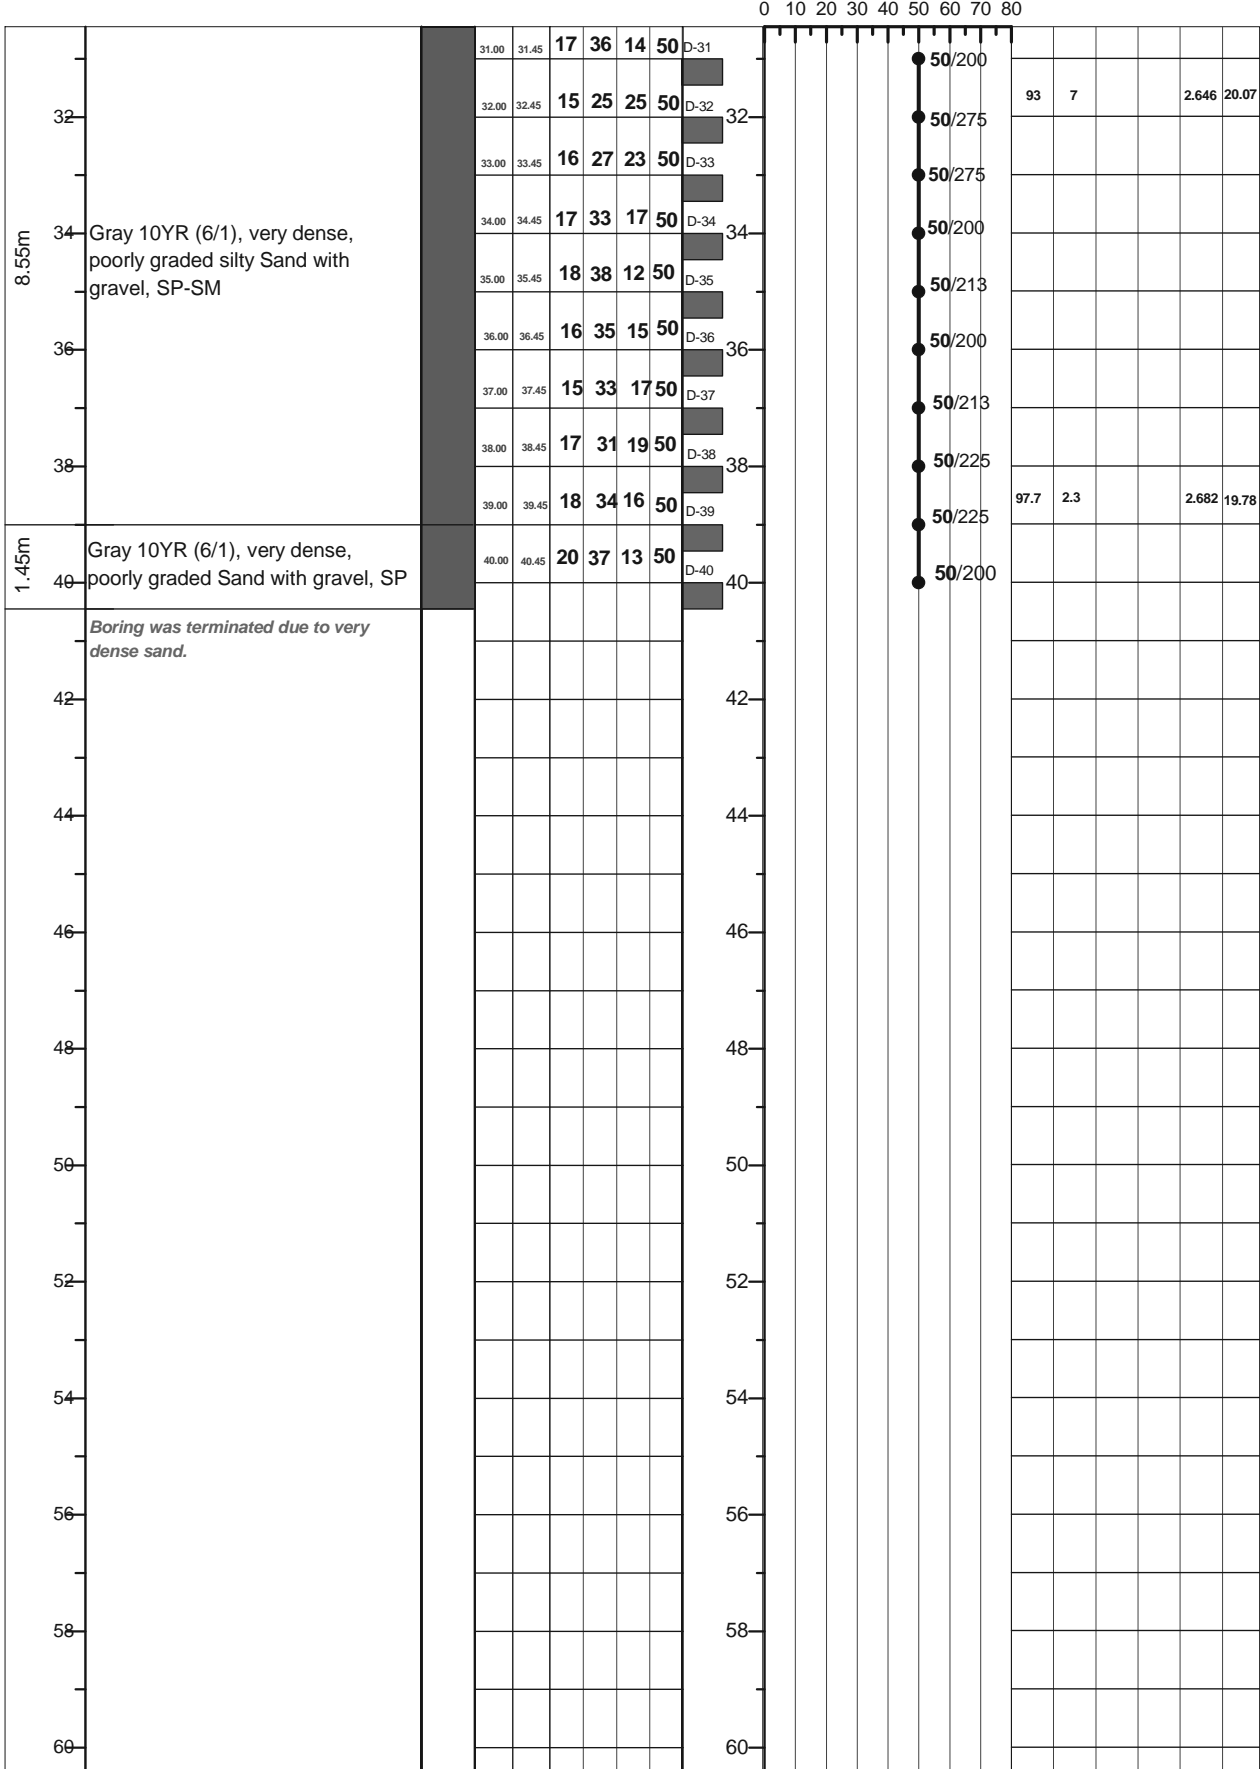 0 10 20 30 40 50 60 70 80
31.00 31.45 17 36 14 50 D-31 50/200
93 7 2.646 20.07
32.00 32.45 15 25 25 50 D-32
32 32 50/275
33.00 33.45 16 27 23 50 D-33
50/275
34.00 34.45 17 33 17 50 D-34
34 34 50/200
8.55m
Gray 10YR (6/1), very dense,
poorly graded silty Sand with
gravel, SP-SM
35.00 35.45 18 38 12 50 D-35
50/213
36.00 36.45 16 35 15 50 D-36
36 36 50/200
37.00 37.45 15 33 17 50 D-37
50/213
38.00 38.45 17 31 19 50 D-38
38 38 50/225
39.00 39.45 18 34 16 50 D-39
97.7 2.3 2.682 19.78
50/225
1.45m
Gray 10YR (6/1), very dense,
poorly graded Sand with gravel, SP
40.00 40.45 20 37 13 50 D-40
40 40 50/200
Boring was terminated due to very
dense sand.
42 42
44 44
46 46
48 48
50 50
52 52
54 54
56 56
58 58
60 60